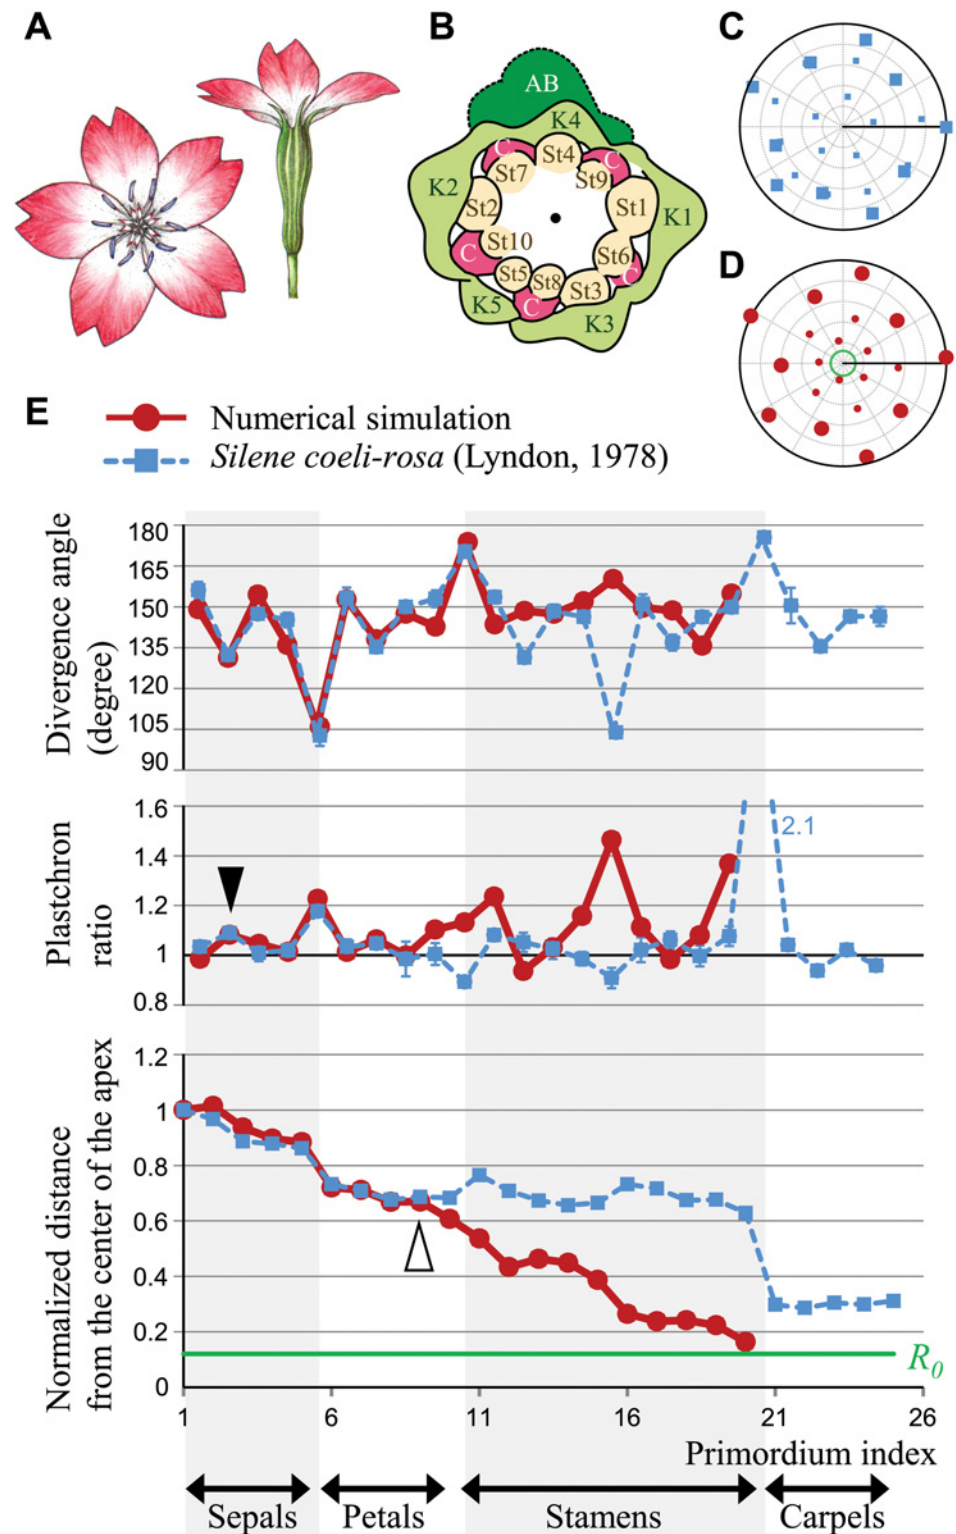 A
B
C
AB
K4
C
C
St4
St7
St9
K2
St2
St1
K1
St10
St6
C
C
St5
St8
St3
C
K5
K3
D
E
Numerical simulation
Silene coeli-rosa (Lyndon, 1978)
Divergence angle
(degree)
180
165
150
135
120
105
90
Plastchron
ratio
1.6
1.4
1.2
1
0.8
2.1
Normalized distance
from the center of the apex
1.2
1
0.8
0.6
0.4
0.2
0
R0
1 6 11 16 21 26
Primordium index
Sepals Petals Stamens Carpels